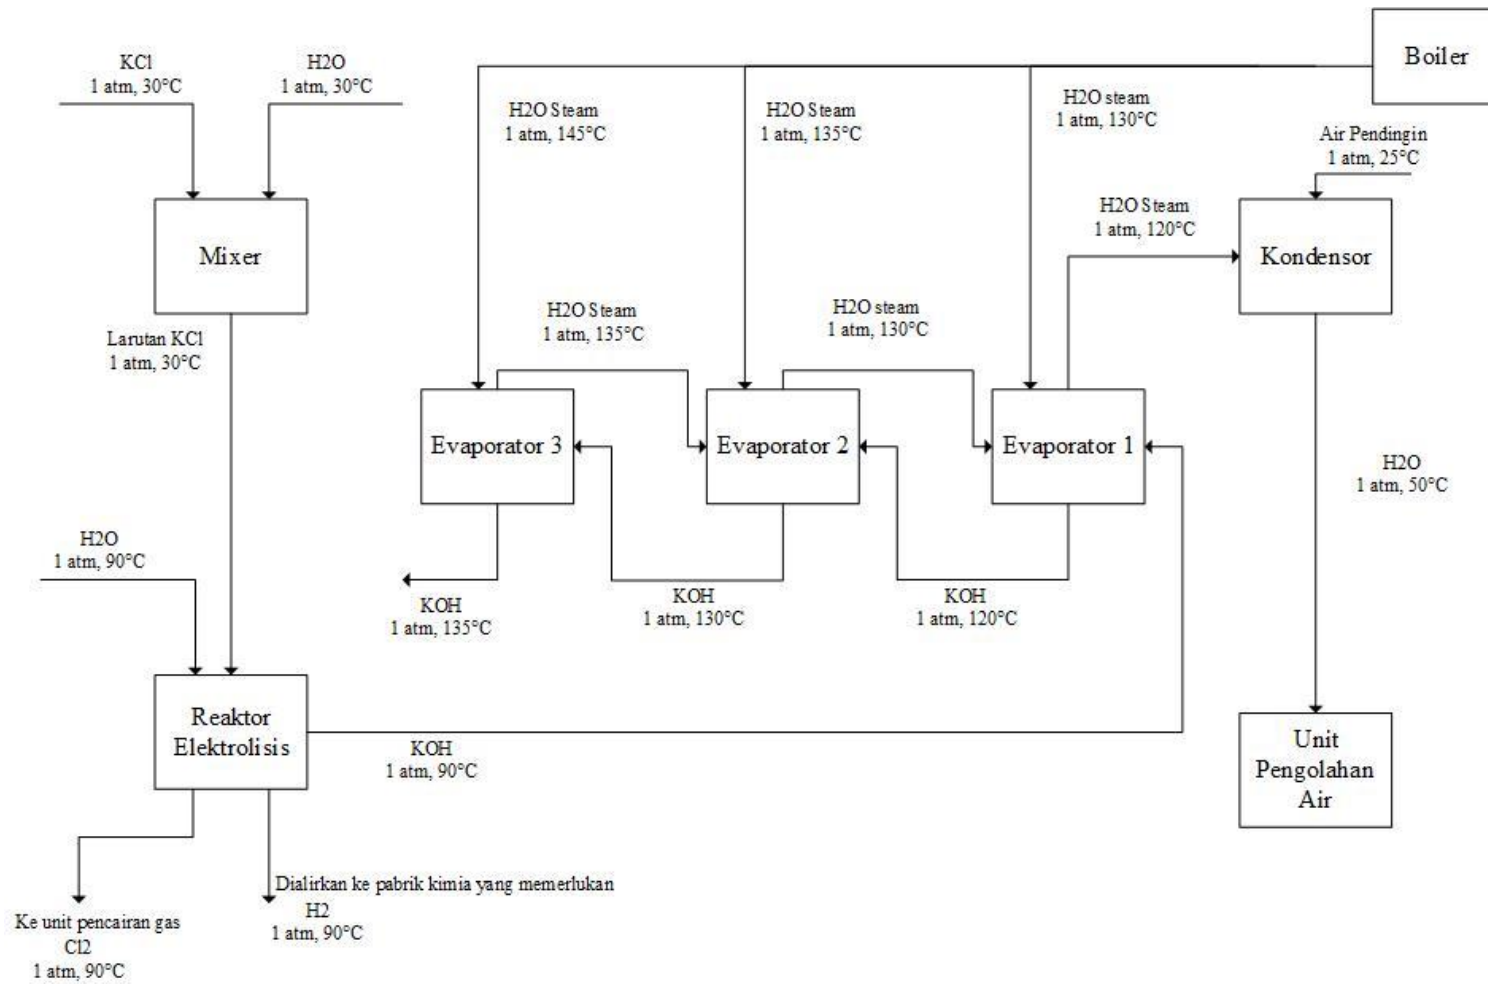 Boiler
KCl
1 atm, 30°C
H2O
1 atm, 30°C
H2O Steam
1 atm, 145°C
H2O Steam
1 atm, 135°C
H2O steam
1 atm, 130°C
Air Pendingin
1 atm, 25°C
Mixer
H2O Steam
1 atm, 120°C
Kondensor
Larutan KCl
1 atm, 30°C
H2O Steam
1 atm, 135°C
H2O steam
1 atm, 130°C
Evaporator 3
Evaporator 2
Evaporator 1
H2O
1 atm, 50°C
H2O
1 atm, 90°C
KOH
1 atm, 135°C
KOH
1 atm, 130°C
KOH
1 atm, 120°C
Reaktor
Elektrolisis
KOH
1 atm, 90°C
Unit
Pengolahan
Air
Dialirkan ke pabrik kimia yang memerlukan
H2
1 atm, 90°C
Ke unit pencairan gas
Cl2
1 atm, 90°C